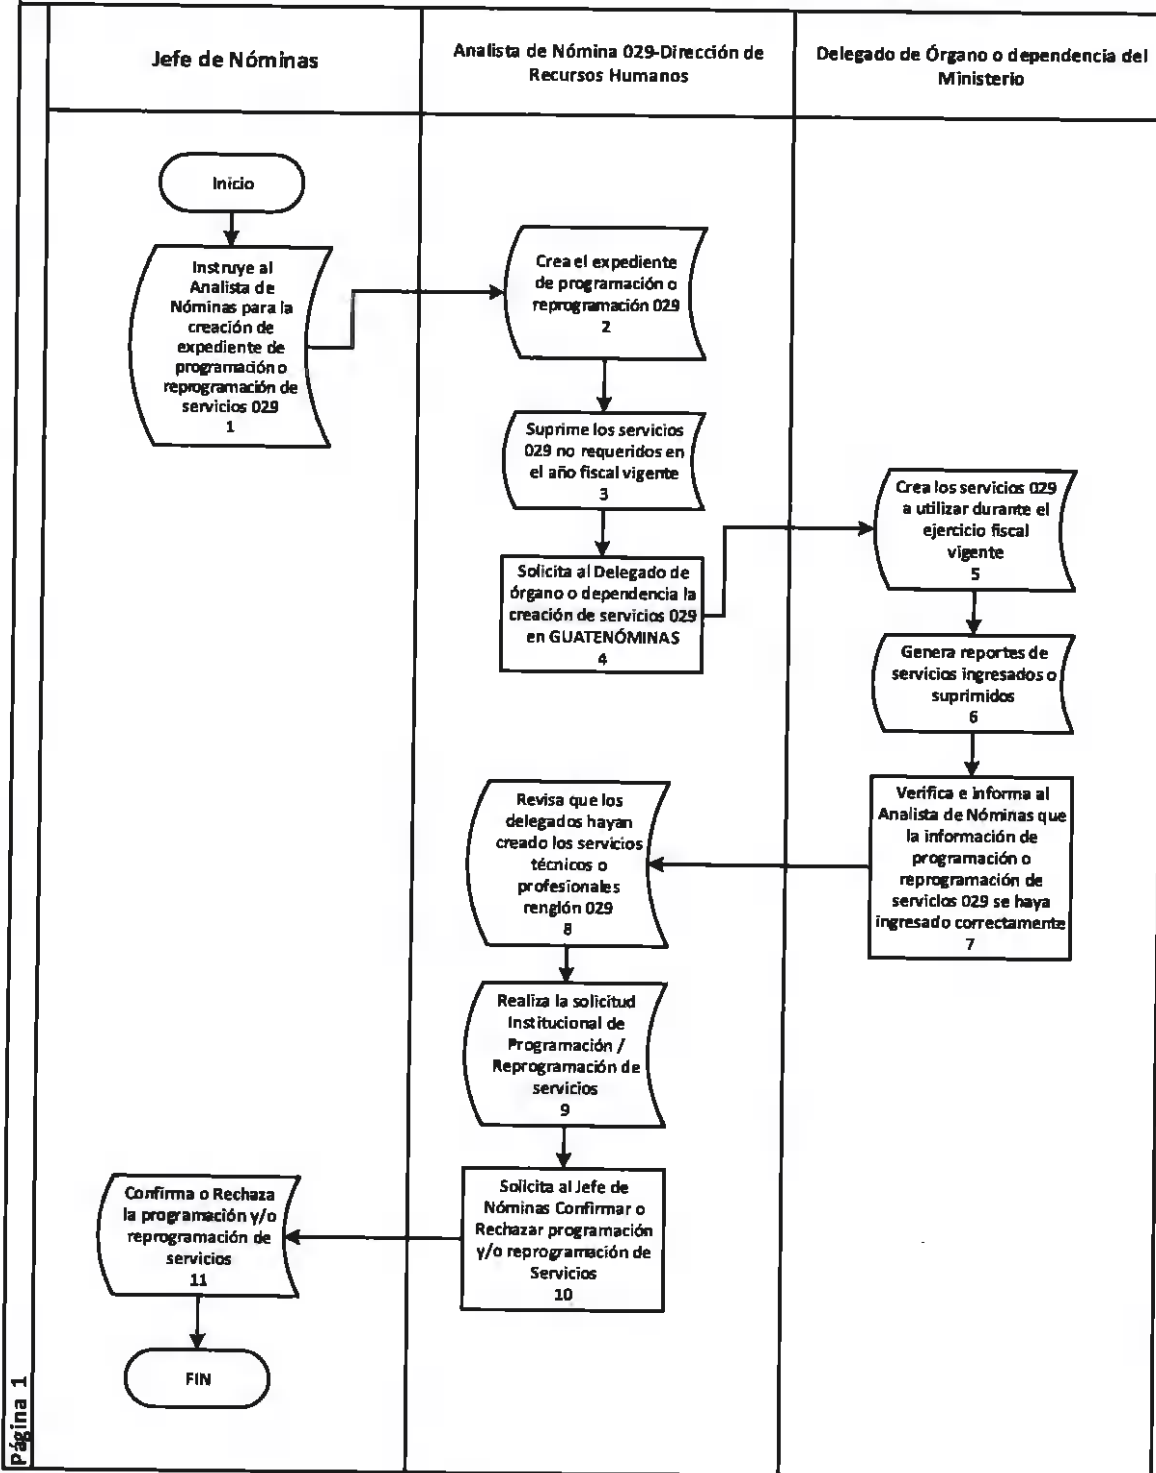 Jefe de Nóminas
Analista de Nómina 029-Dirección de
Recursos Humanos
Delegado de Órgano o dependencia del
Ministerio
Inicio
Instruye al
Analista de
Nóminas para la
creación de
expediente de
programación o
reprogramación de
servicios 029
1
Crea el expediente
de programación o
reprogramación 029
2
Suprime los servicios
029 no requeridos en
el año fiscal vigente
3
Solicita al Delegado de
órgano o dependencia la
creación de servicios 029
en GUATENÓMINAS
4
Crea los servicios 029
a utilizar durante el
ejercicio fiscal
vigente
5
Genera reportes de
servicios ingresados o
suprimidos
6
Verifica e informa al
Analista de Nóminas que
la información de
programación o
reprogramación de
servicios 029 se haya
ingresado correctamente
7
Revisa que los
delegados hayan
creado los servicios
técnicos o
profesionales
renglón 029
8
Realiza la solicitud
Institucional de
Programación /
Reprogramación de
servicios
9
Solicita al Jefe de
Nóminas Confirmar o
Rechazar programación
y/o reprogramación de
Servicios
10
Confirma o Rechaza
la programación y/o
reprogramación de
servicios
11
FIN
Página 1